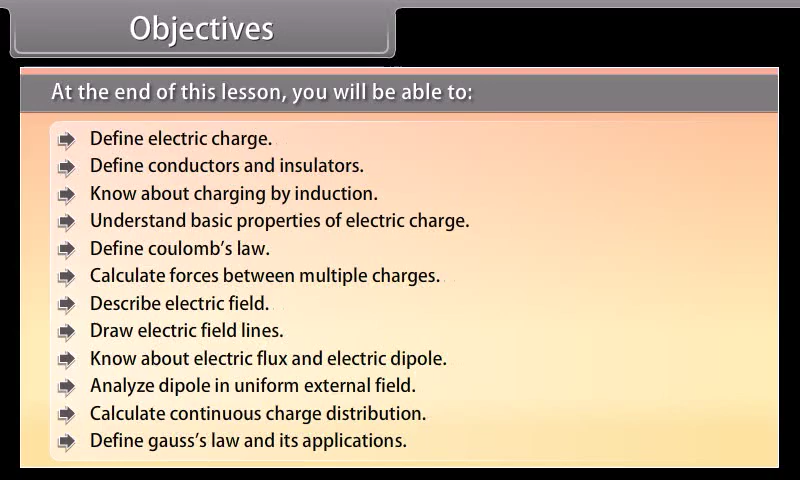 Objectives
At the end of this lesson, you will be able to:
Define electric charge.
Define conductors and insulators.
Know about charging by induction.
Understand basic properties of electric charge.
Define coulomb's law.
Calculate forces between multiple charges.
Describe electric field.
Draw electric field lines.
Know about electric flux and electric dipole.
Analyze dipole in uniform external field.
Calculate continuous charge distribution.
Define gauss's law and its applications.